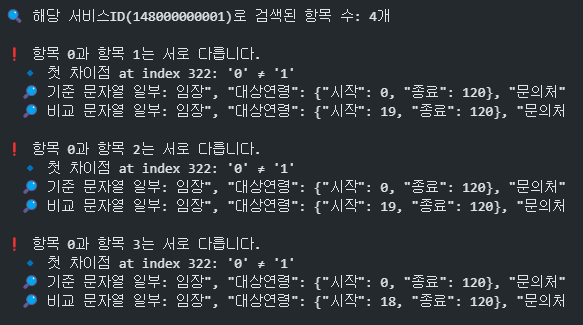 🔍 해당 서비스ID(148000000001)로 검색된 항목 수: 4개
❗ 항목 0과 항목 1는 서로 다릅니다.
🔹 첫 차이점 at index 322: '0' ≠ '1'
🔎 기준 문자열 일부: 임장", "대상연령": {"시작": 0, "종료": 120}, "문의처"
🔎 비교 문자열 일부: 임장", "대상연령": {"시작": 19, "종료": 120}, "문의처
❗ 항목 0과 항목 2는 서로 다릅니다.
🔹 첫 차이점 at index 322: '0' ≠ '1'
🔎 기준 문자열 일부: 임장", "대상연령": {"시작": 0, "종료": 120}, "문의처"
🔎 비교 문자열 일부: 임장", "대상연령": {"시작": 19, "종료": 120}, "문의처
❗ 항목 0과 항목 3는 서로 다릅니다.
🔹 첫 차이점 at index 322: '0' ≠ '1'
🔎 기준 문자열 일부: 임장", "대상연령": {"시작": 0, "종료": 120}, "문의처"
🔎 비교 문자열 일부: 임장", "대상연령": {"시작": 18, "종료": 120}, "문의처